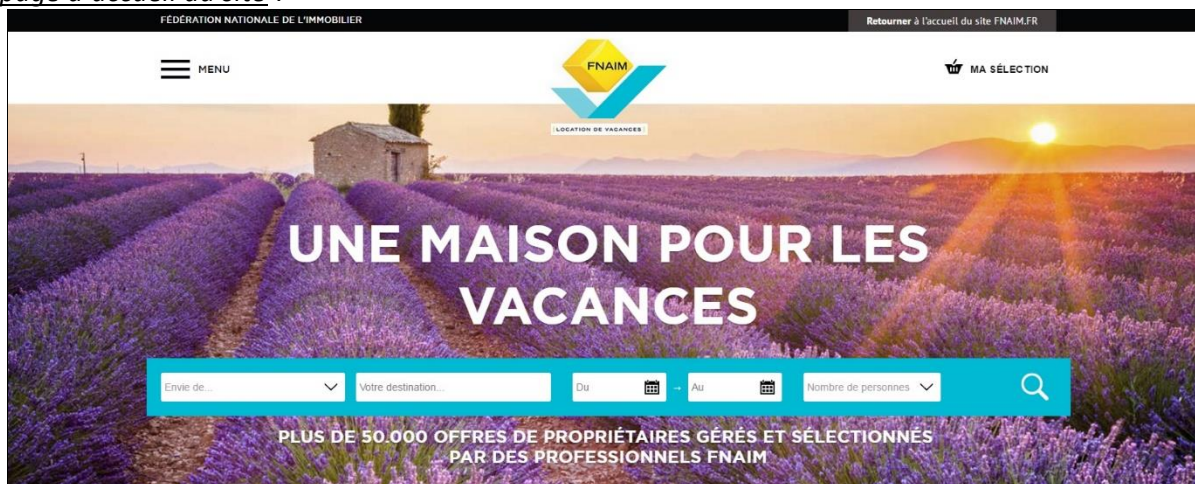 page d'accueil du site :
FÉDÉRATION NATIONALE DE L'IMMOBILIER
Retourner à l'accueil du site FNAIM.FR
MENU
FNAIM
MA SÉLECTION
LOCATION DE VACANCES
UNE MAISON POUR LES
VACANCES
Envie de...
Votre destination...
Du
→ Au
Nombre de personnes
PLUS DE 50.000 OFFRES DE PROPRIÉTAIRES GÉRÉS ET SÉLECTIONNÉS
PAR DES PROFESSIONNELS FNAIM